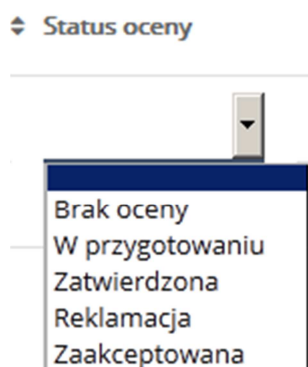 Status oceny
Brak oceny
W przygotowaniu
Zatwierdzona
Reklamacja
Zaakceptowana